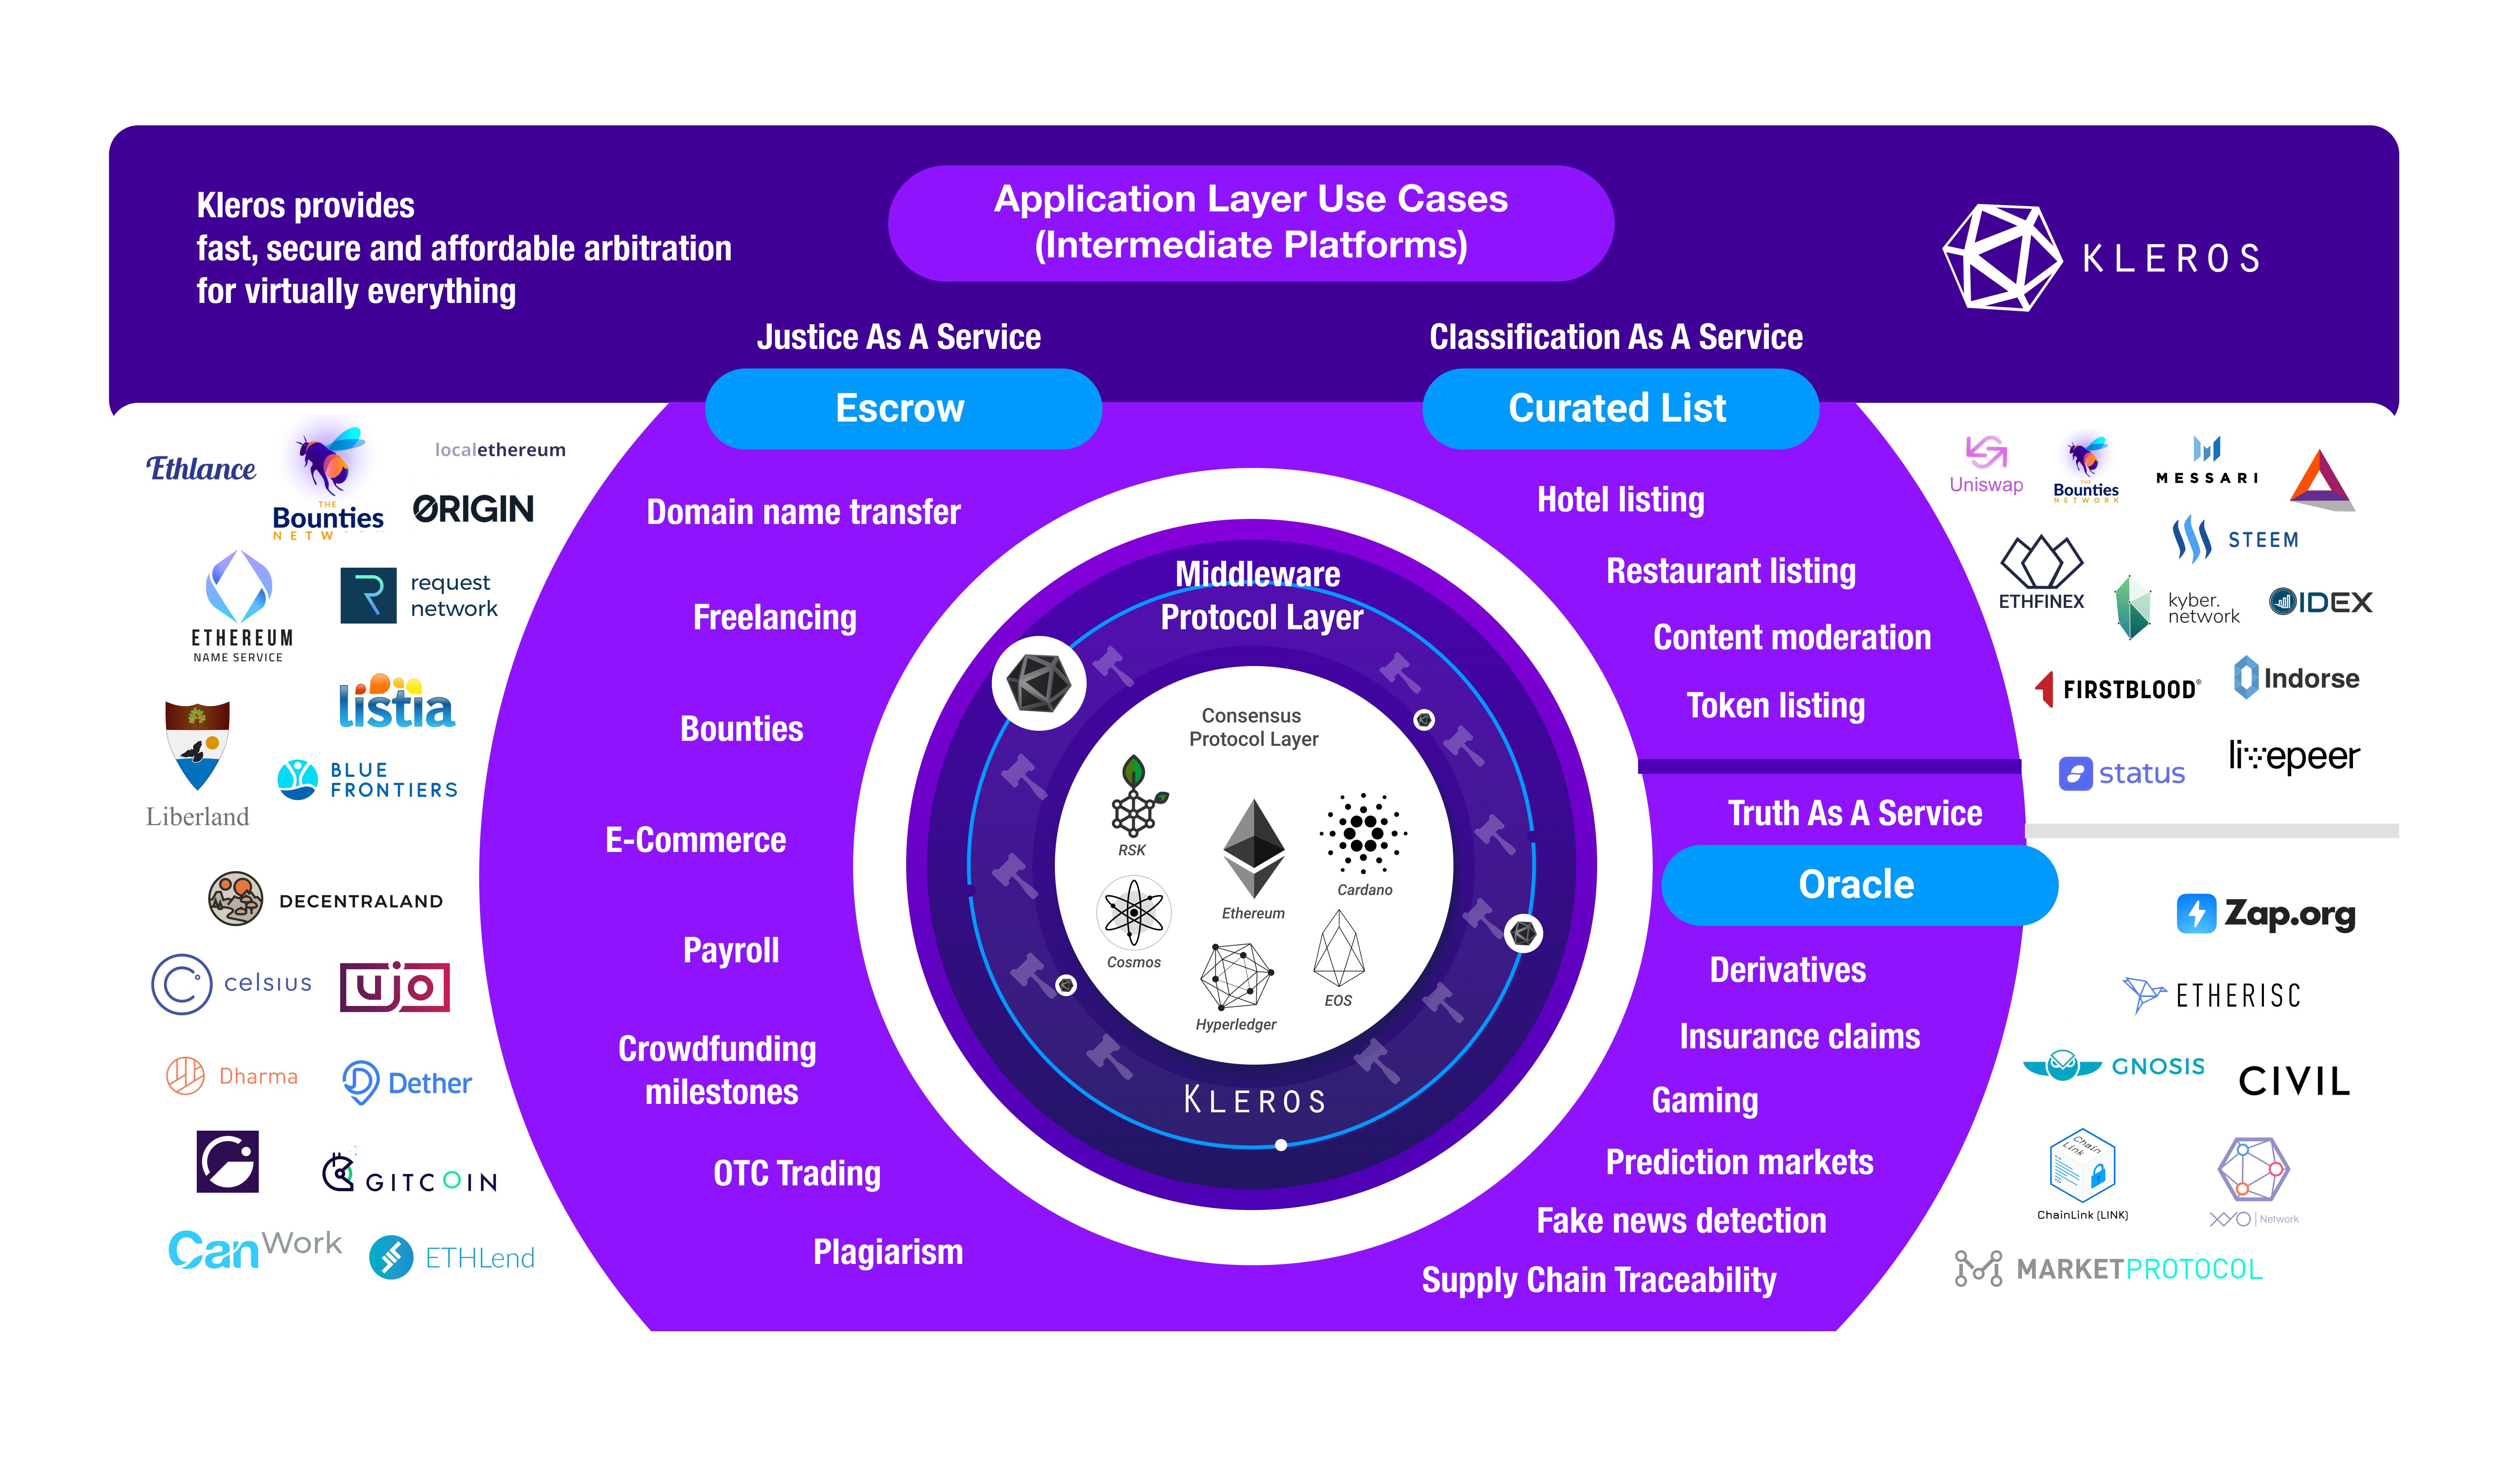 Kleros provides
fast, secure and affordable arbitration
for virtually everything
Application Layer Use Cases
(Intermediate Platforms)
KLEROS
Justice As A Service
Escrow
Classification As A Service
Curated List
Ethlance
THE
Bounties
NETW
localethereum
ORIGIN
ETHEREUM
NAME SERVICE
request
network
listia
Liberland
BLUE
FRONTIERS
DECENTRALAND
celsius
ujo
Dharma
Dether
GITCOIN
CanWork
ETHLend
Domain name transfer
Freelancing
Bounties
E-Commerce
Payroll
Crowdfunding
milestones
OTC Trading
Plagiarism
Middleware
Protocol Layer
Consensus
Protocol Layer
RSK
Ethereum
Cardano
Cosmos
Hyperledger
EOS
KLEROS
Hotel listing
Restaurant listing
Content moderation
Token listing
Truth As A Service
Oracle
Derivatives
Insurance claims
Gaming
Prediction markets
Fake news detection
Supply Chain Traceability
Uniswap
THE
Bounties
NETWORK
MESSARI
STEEM
ETHFINEX
kyber.
network
IDEX
FIRSTBLOOD®
Indorse
status
livepeer
Zap.org
ETHERISC
GNOSIS
CIVIL
Chain
Link
ChainLink (LINK)
XYO | Network
MARKETPROTOCOL